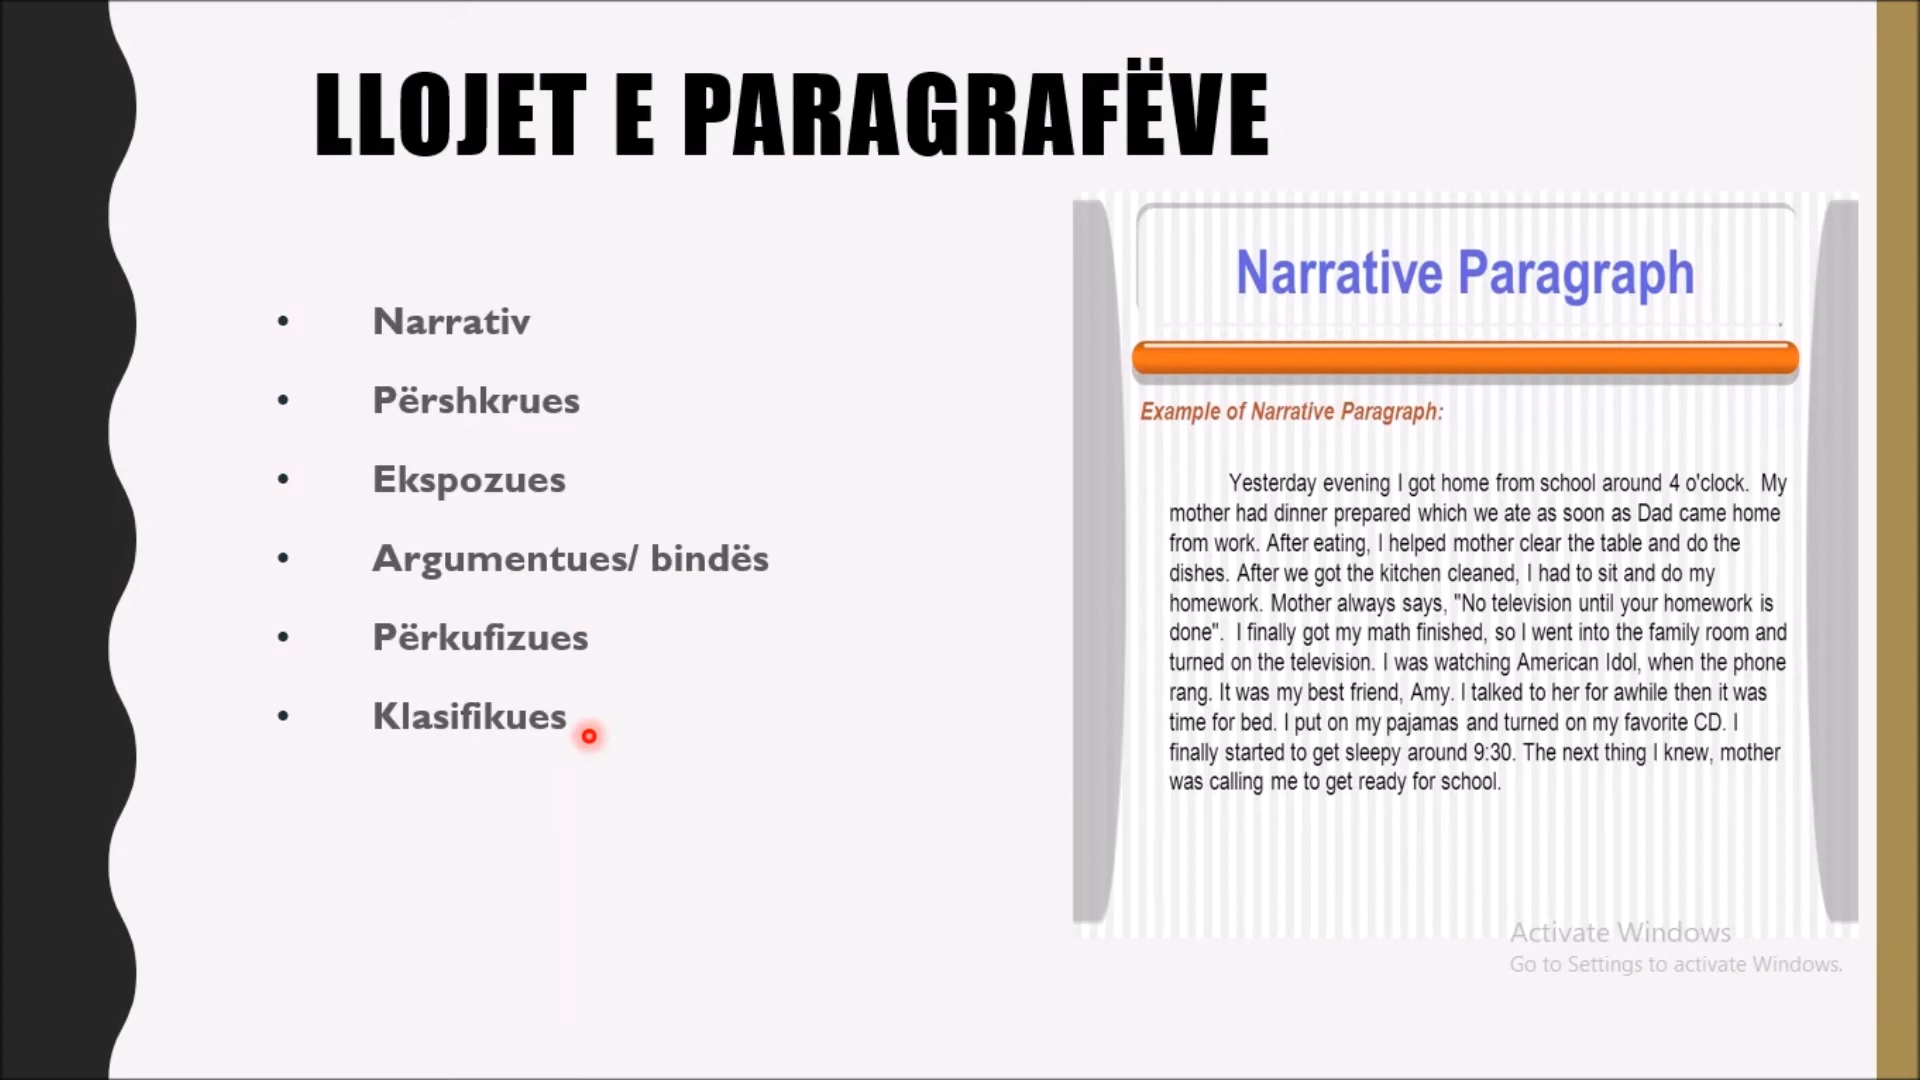 LLOJET E PARAGRAFËVE
• Narrativ
• Përshkrues
• Ekspozues
• Argumentues/ bindës
• Përkufizues
• Klasifikues
Narrative Paragraph
Example of Narrative Paragraph:
Yesterday evening I got home from school around 4 o'clock. My
mother had dinner prepared which we ate as soon as Dad came home
from work. After eating, I helped mother clear the table and do the
dishes. After we got the kitchen cleaned, I had to sit and do my
homework. Mother always says, "No television until your homework is
done". I finally got my math finished, so I went into the family room and
turned on the television. I was watching American Idol, when the phone
rang. It was my best friend, Amy. I talked to her for awhile then it was
time for bed. I put on my pajamas and turned on my favorite CD. I
finally started to get sleepy around 9:30. The next thing I knew, mother
was calling me to get ready for school.
Activate Windows
Go to Settings to activate Windows.